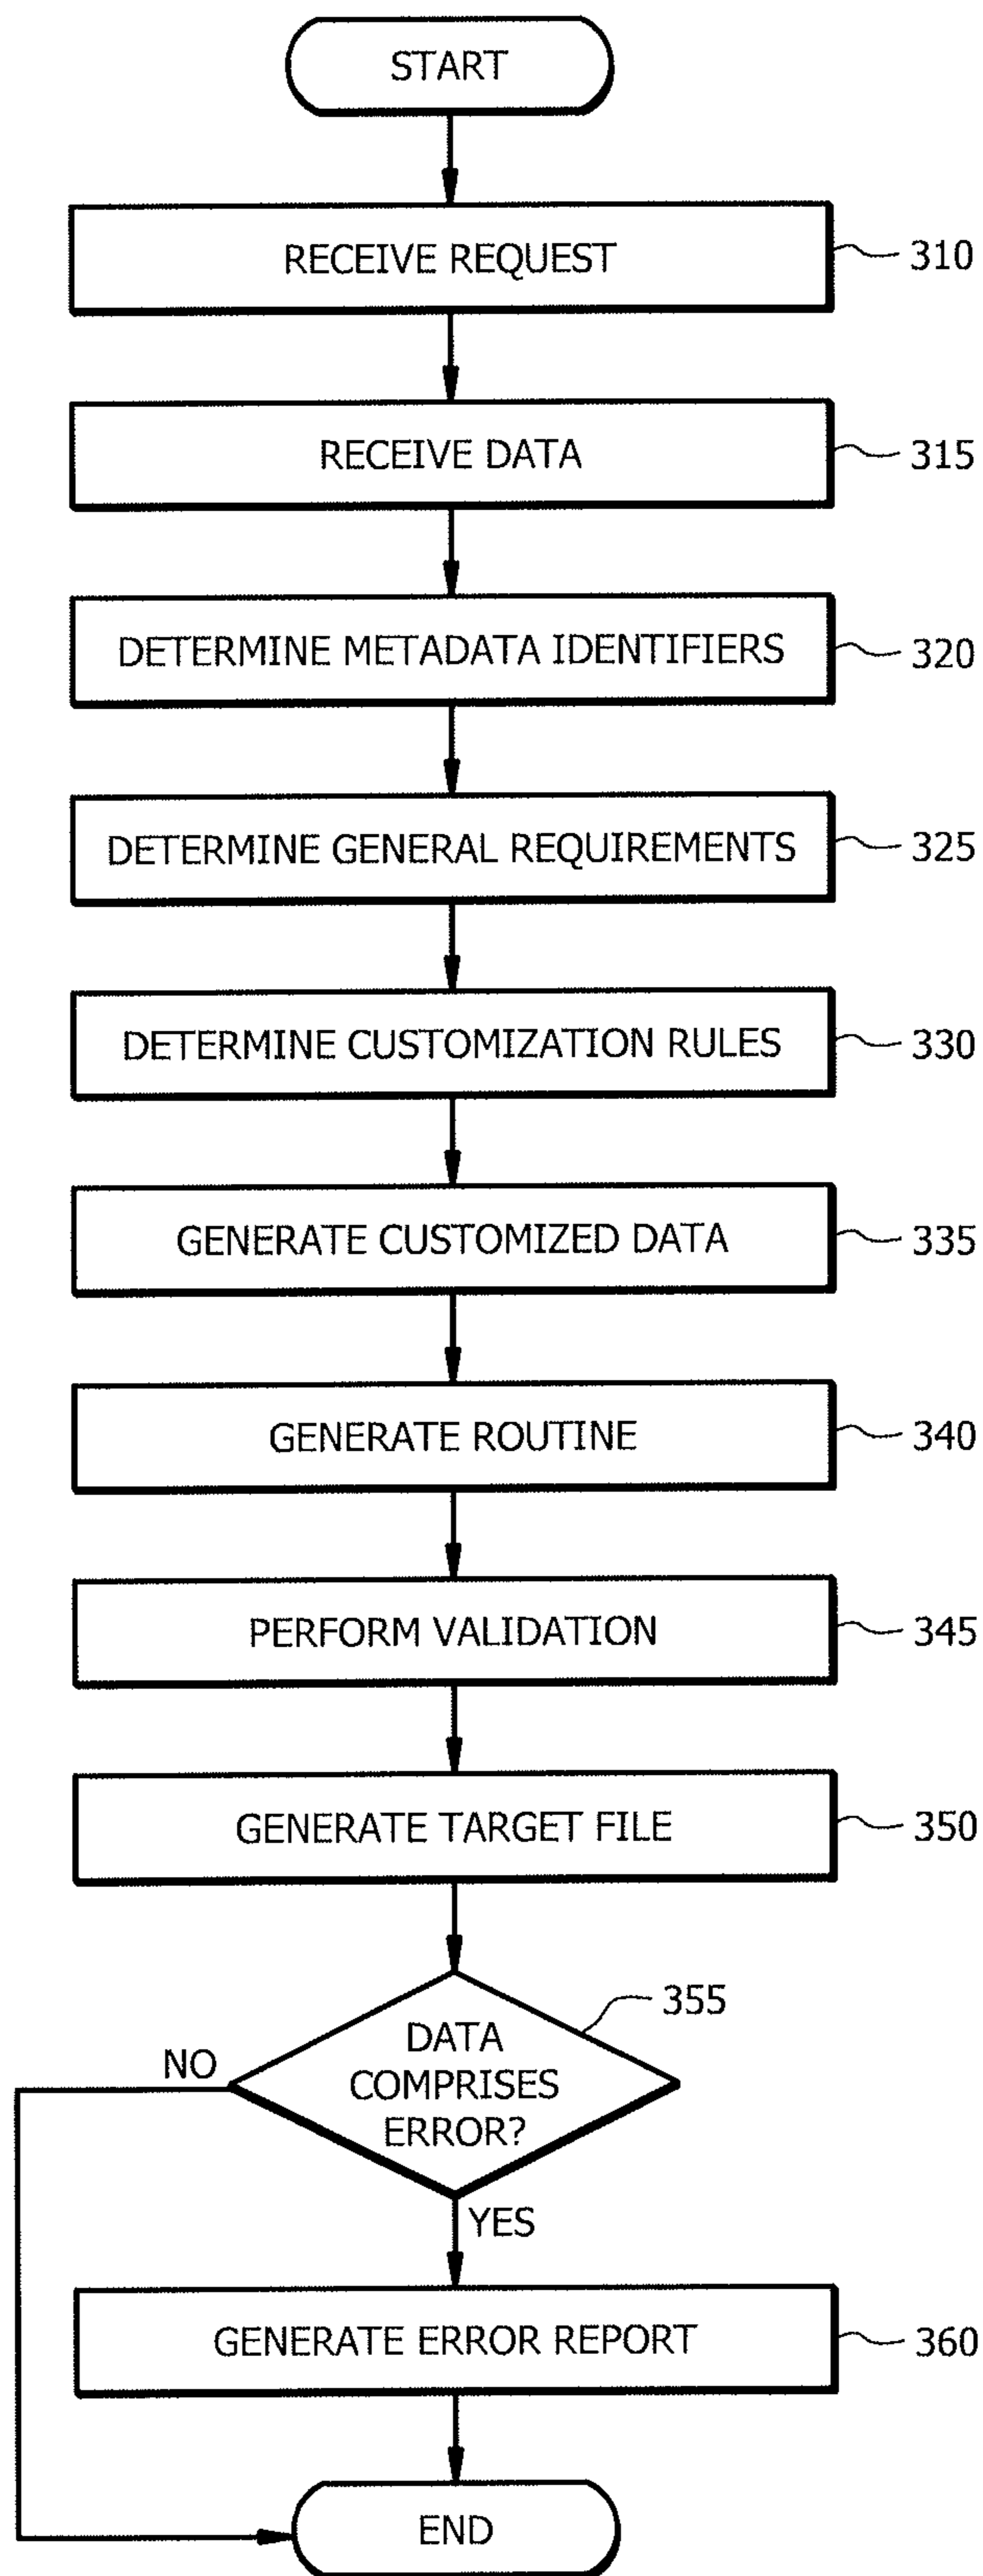 START
RECEIVE REQUEST
310
RECEIVE DATA
315
DETERMINE METADATA IDENTIFIERS
320
DETERMINE GENERAL REQUIREMENTS
325
DETERMINE CUSTOMIZATION RULES
330
GENERATE CUSTOMIZED DATA
335
GENERATE ROUTINE
340
PERFORM VALIDATION
345
GENERATE TARGET FILE
350
355
DATA
COMPRISES
ERROR?
NO
YES
GENERATE ERROR REPORT
360
END